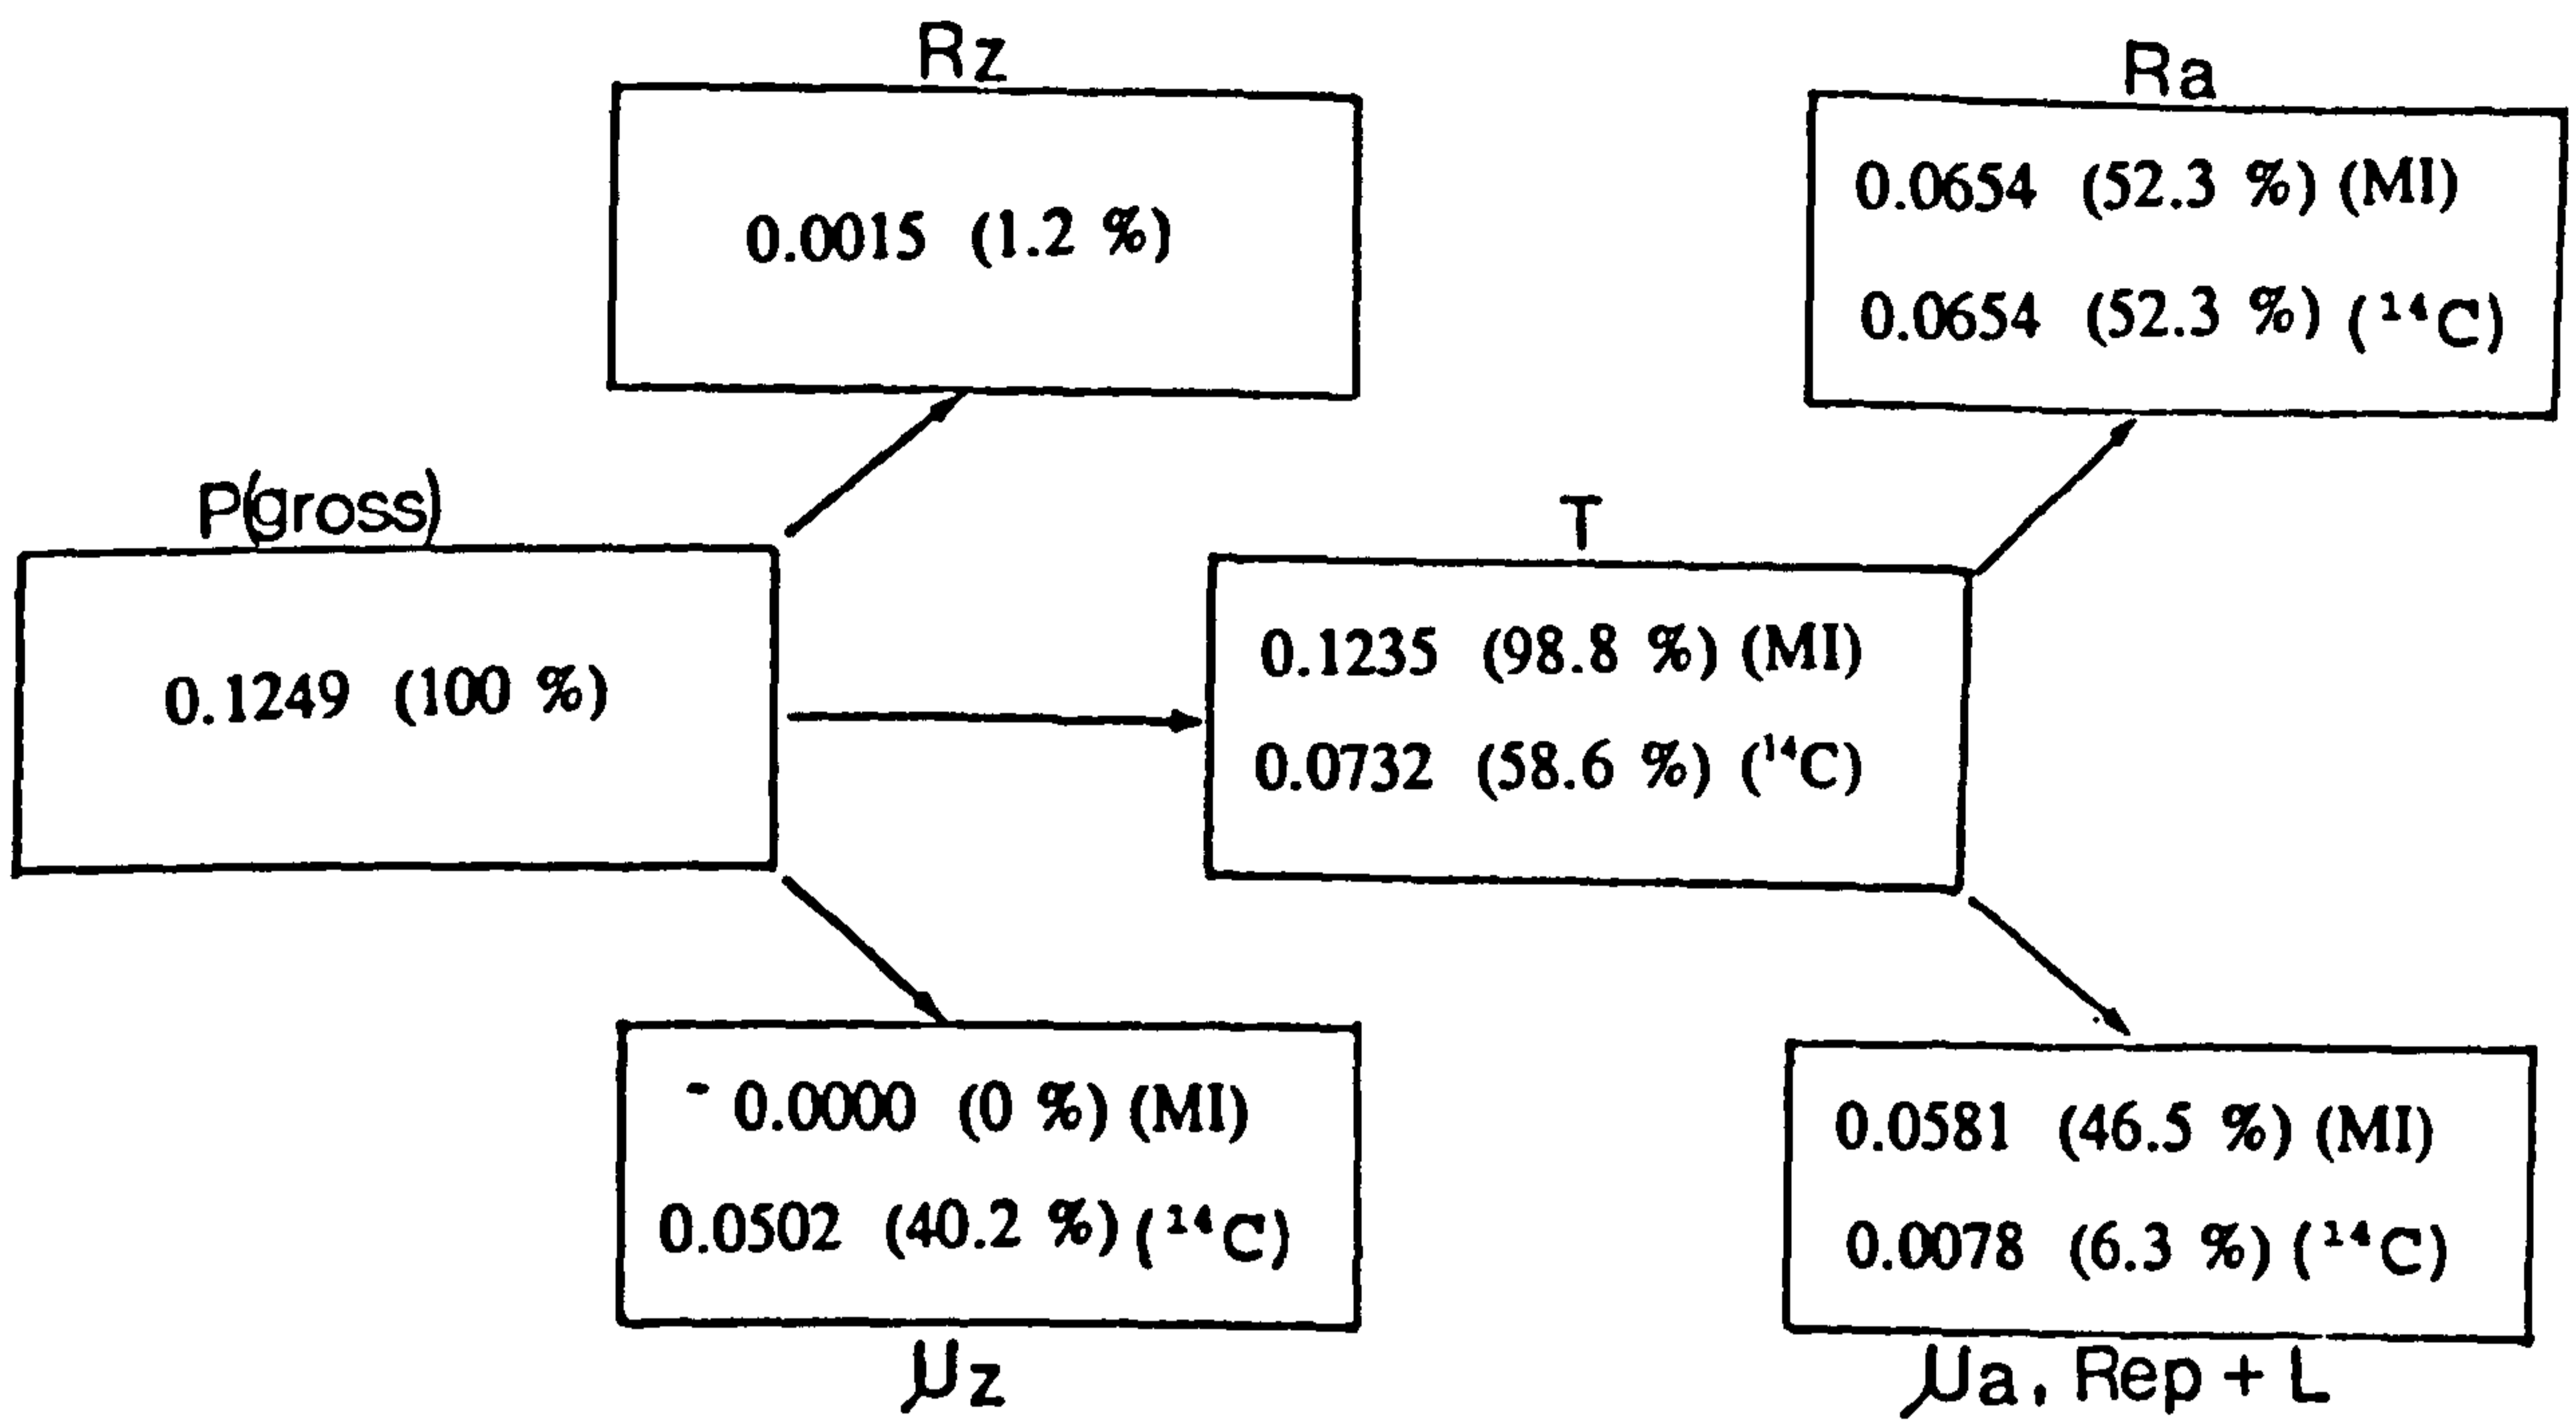 Rz
0.0015 (1.2 %)
Ra
0.0654 (52.3 %) (MI)
0.0654 (52.3 %) (¹⁴C)
P(gross)
0.1249 (100 %)
T
0.1235 (98.8 %) (MI)
0.0732 (58.6 %) (¹⁴C)
- 0.0000 (0 %) (MI)
0.0502 (40.2 %) (¹⁴C)
μz
0.0581 (46.5 %) (MI)
0.0078 (6.3 %) (¹⁴C)
μa, Rep + L